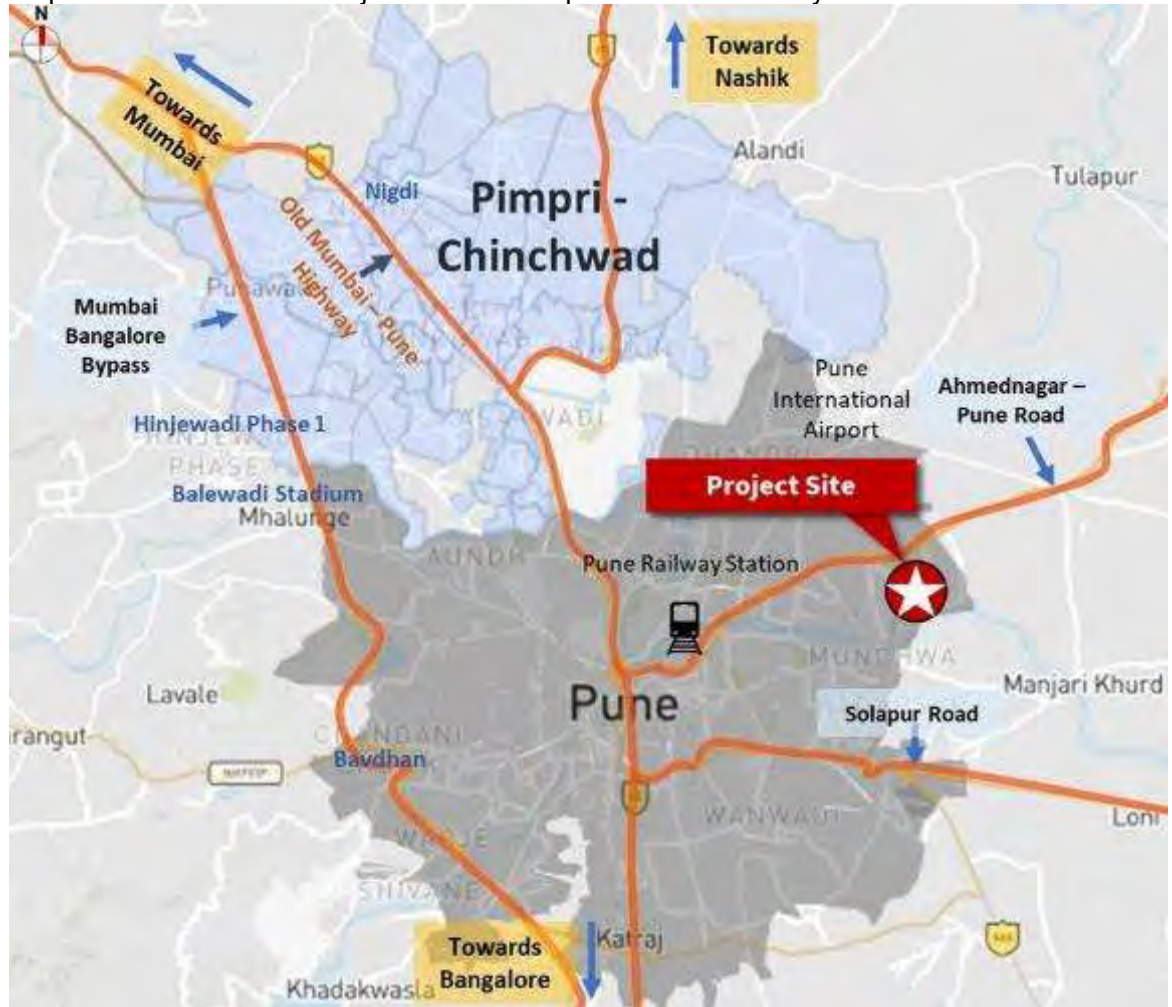 N
Towards
Nashik
Towards
Mumbai
Alandi
Tulapur
Nigdi
Pimpri -
Chinchwad
Old Mumbai – Pune
Highway
Mumbai
Bangalore
Bypass
Pune
International
Airport
Ahmednagar –
Pune Road
Hinjewadi Phase 1
PHASE
Balewadi Stadium
Mhalunge
Project Site
AUNDH
Pune Railway Station
MUNDHWA
Lavale
Pune
Manjari Khurd
Solapur Road
Bavdhan
WANWADI
Loni
SHIVANE
Towards
Bangalore
Katraj
Khadakwasla